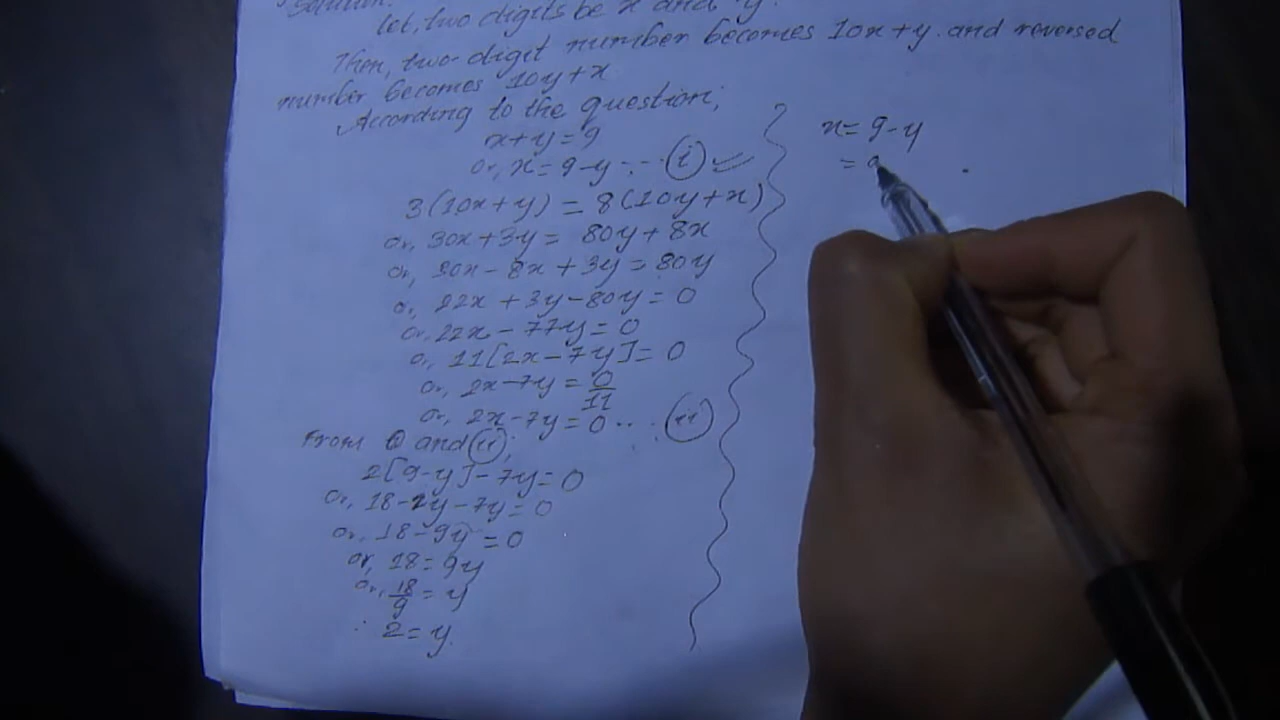 Solution:
Let, two digits be x and y.
Then, two-digit number becomes 10x+y. and reversed
number becomes 10y+x
According to the question;
x+y=9
or, x=9-y ... (i)
3(10x+y) = 8(10y+x)
or, 30x+3y = 80y+8x
or, 30x-8x+3y=80y
or, 22x+3y-80y=0
or, 22x-77y=0
or, 11[2x-7y]=0
or, 2x-7y = 0/11
or, 2x-7y=0 ... (ii)
From (i) and (ii);
2[9-y]-7y=0
or, 18-2y-7y=0
or, 18-9y=0
or, 18=9y
or, 18/9 = y
∴ 2=y.
x=9-y
=